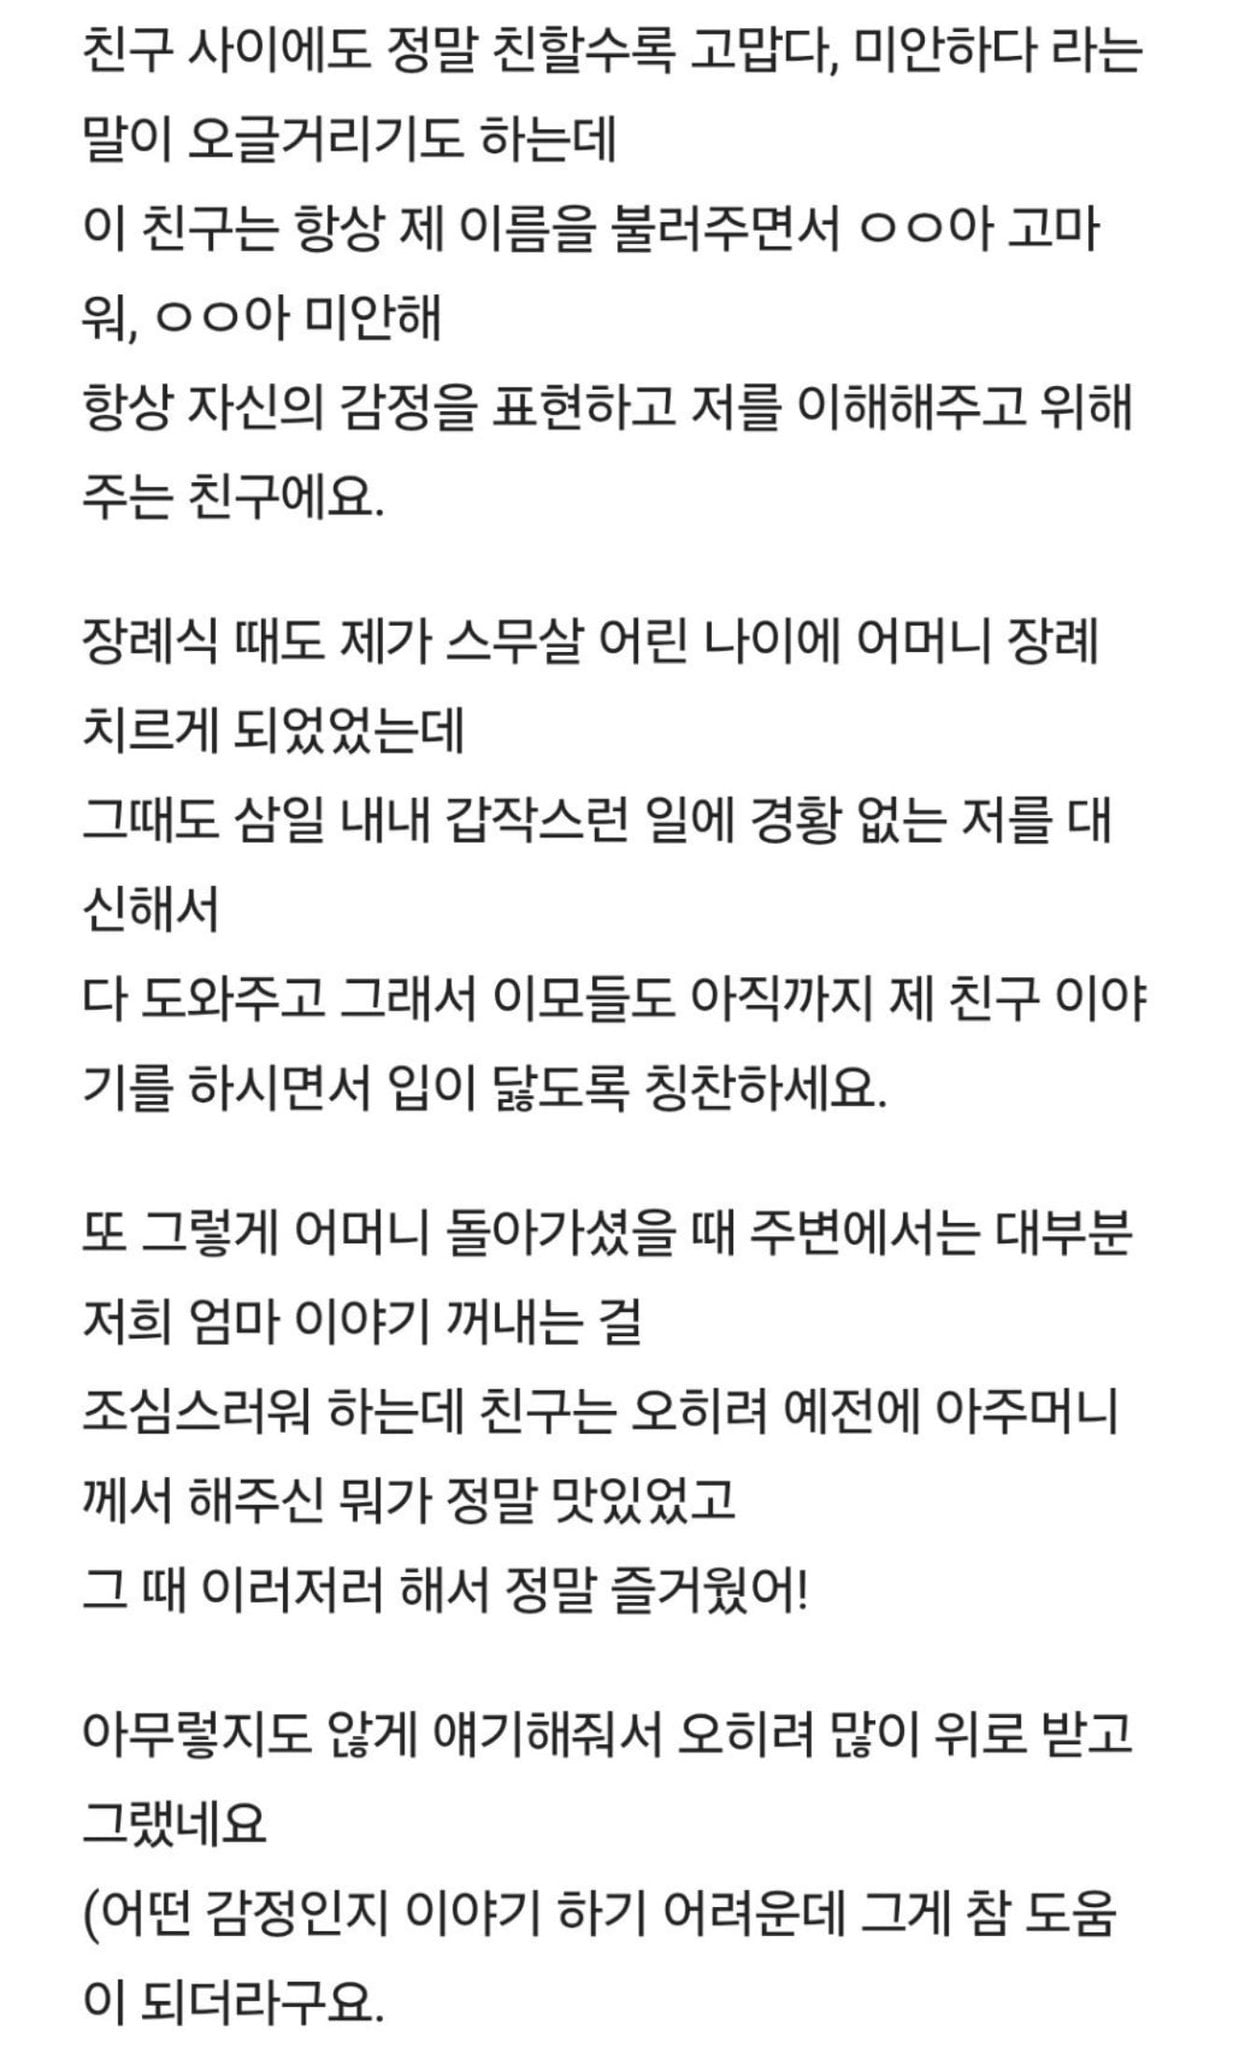 친구 사이에도 정말 친할수록 고맙다, 미안하다 라는
말이 오글거리기도 하는데
이 친구는 항상 제 이름을 불러주면서 ㅇㅇ아 고마
워, ㅇㅇ아 미안해
항상 자신의 감정을 표현하고 저를 이해해주고 위해
주는 친구에요.
장례식 때도 제가 스무살 어린 나이에 어머니 장례
치르게 되었었는데
그때도 삼일 내내 갑작스런 일에 경황 없는 저를 대
신해서
다 도와주고 그래서 이모들도 아직까지 제 친구 이야
기를 하시면서 입이 닳도록 칭찬하세요.
또 그렇게 어머니 돌아가셨을 때 주변에서는 대부분
저희 엄마 이야기 꺼내는 걸
조심스러워 하는데 친구는 오히려 예전에 아주머니
께서 해주신 뭐가 정말 맛있었고
그 때 이러저러 해서 정말 즐거웠어!
아무렇지도 않게 얘기해줘서 오히려 많이 위로 받고
그랬네요
(어떤 감정인지 이야기 하기 어려운데 그게 참 도움
이 되더라구요.